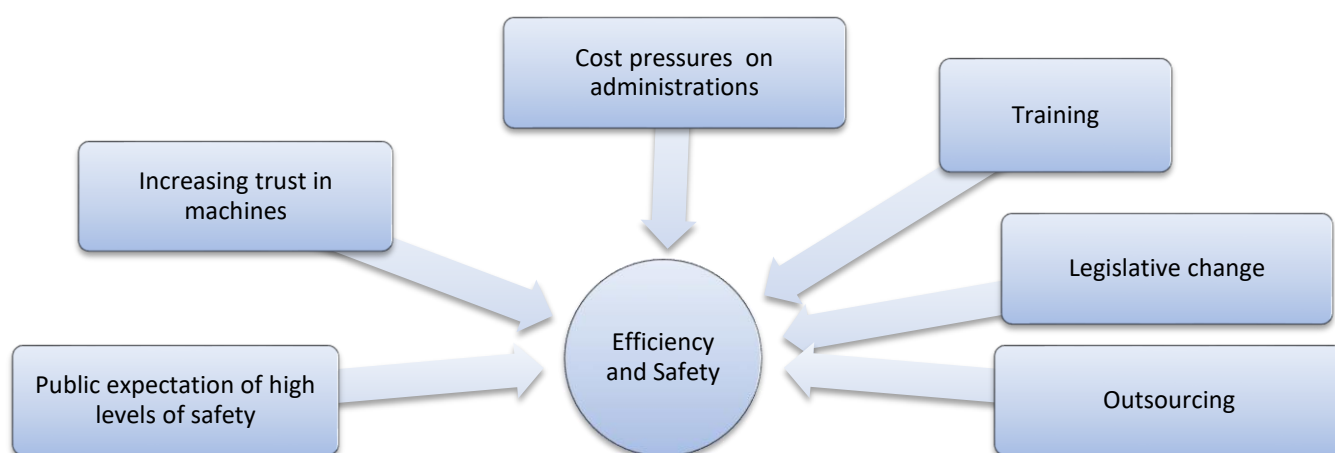 Cost pressures on
administrations
Training
Increasing trust in
machines
Legislative change
Efficiency
and Safety
Public expectation of high
levels of safety
Outsourcing